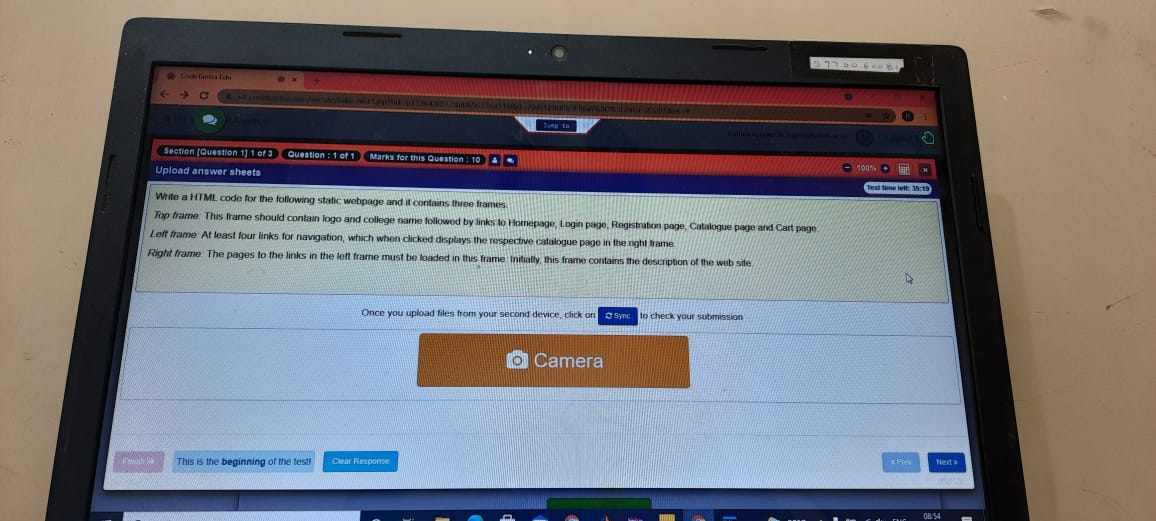 CodeTantra Edu
Jump to
Section [Question 1] 1 of 3 Question : 1 of 1 Marks for this Question : 10
100%
Upload answer sheets
Test time left: 35:19
Write a HTML code for the following static webpage and it contains three frames.
Top frame: This frame should contain logo and college name followed by links to Homepage, Login page, Registration page, Catalogue page and Cart page.
Left frame: At least four links for navigation, which when clicked displays the respective catalogue page in the right frame.
Right frame: The pages to the links in the left frame must be loaded in this frame. Initially, this frame contains the description of the web site.
Once you upload files from your second device, click on Sync to check your submission
Camera
Finish This is the beginning of the test! Clear Response « Prev Next »
08:54